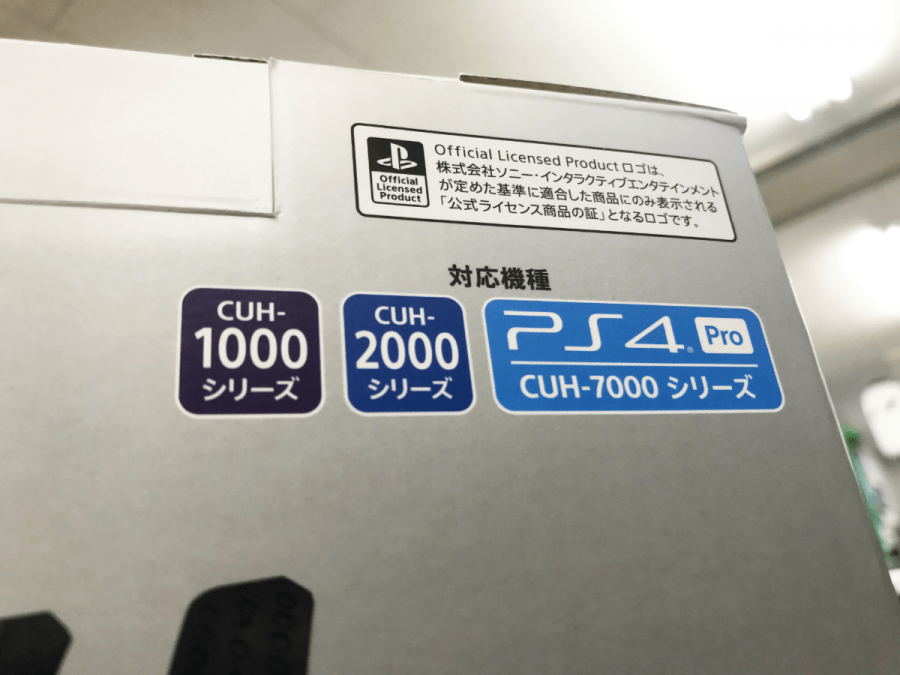 Official
Licensed
Product
Official Licensed Product ロゴは、
株式会社ソニー・インタラクティブエンタテインメント
が定めた基準に適合した商品にのみ表示される
「公式ライセンス商品の証」となるロゴです。
対応機種
CUH-
1000
シリーズ
CUH-
2000
シリーズ
PS4® Pro
CUH-7000 シリーズ